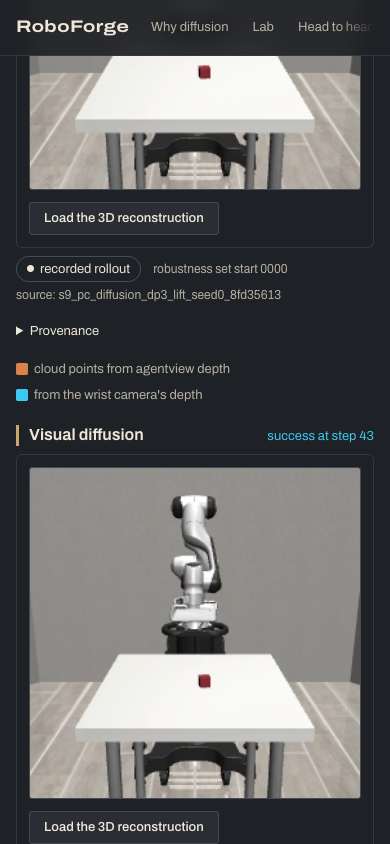 RoboForge Why diffusion Lab Head to head
Load the 3D reconstruction
recorded rollout robustness set start 0000
source: s9_pc_diffusion_dp3_lift_seed0_8fd35613
Provenance
cloud points from agentview depth
from the wrist camera's depth
Visual diffusion success at step 43
Load the 3D reconstruction